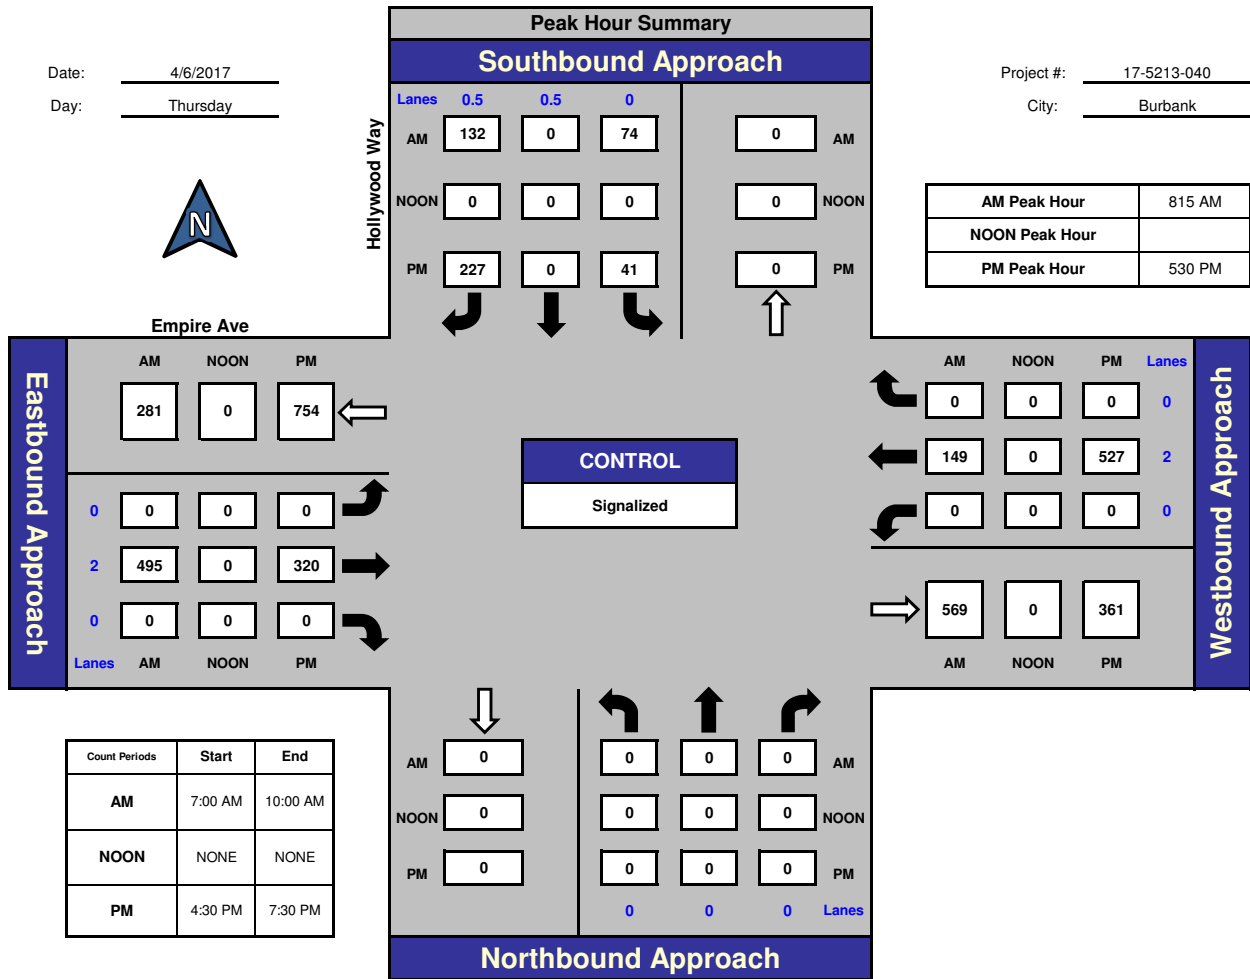 Peak Hour Summary
Southbound Approach
Date: 4/6/2017
Day: Thursday
Project #: 17-5213-040
City: Burbank
Hollywood Way
Lanes 0.5 0.5 0
AM 132 0 74 0 AM
NOON 0 0 0 0 NOON
PM 227 0 41 0 PM
N
AM Peak Hour 815 AM
NOON Peak Hour
PM Peak Hour 530 PM
Empire Ave
Eastbound Approach
AM NOON PM
281 0 754
0 0 0 0
2 495 0 320
0 0 0 0
Lanes AM NOON PM
CONTROL
Signalized
AM NOON PM Lanes
0 0 0 0
149 0 527 2
0 0 0 0
569 0 361
AM NOON PM
Westbound Approach
Count Periods Start End
AM 7:00 AM 10:00 AM
NOON NONE NONE
PM 4:30 PM 7:30 PM
AM 0 0 0 0 AM
NOON 0 0 0 0 NOON
PM 0 0 0 0 PM
0 0 0 Lanes
Northbound Approach